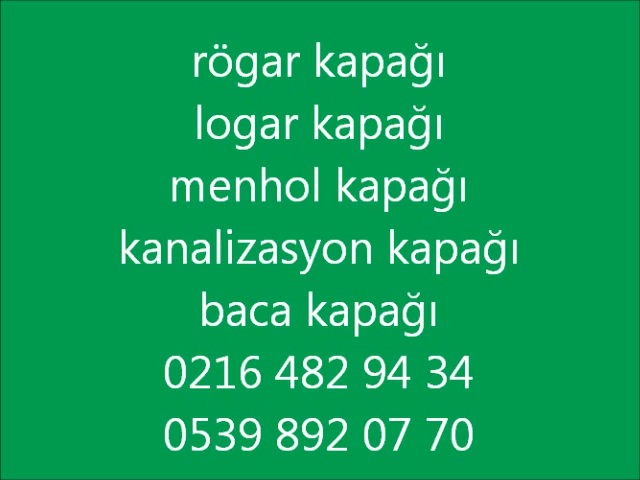 rögar kapağı
logar kapağı
menhol kapağı
kanalizasyon kapağı
baca kapağı
0216 482 94 34
0539 892 07 70